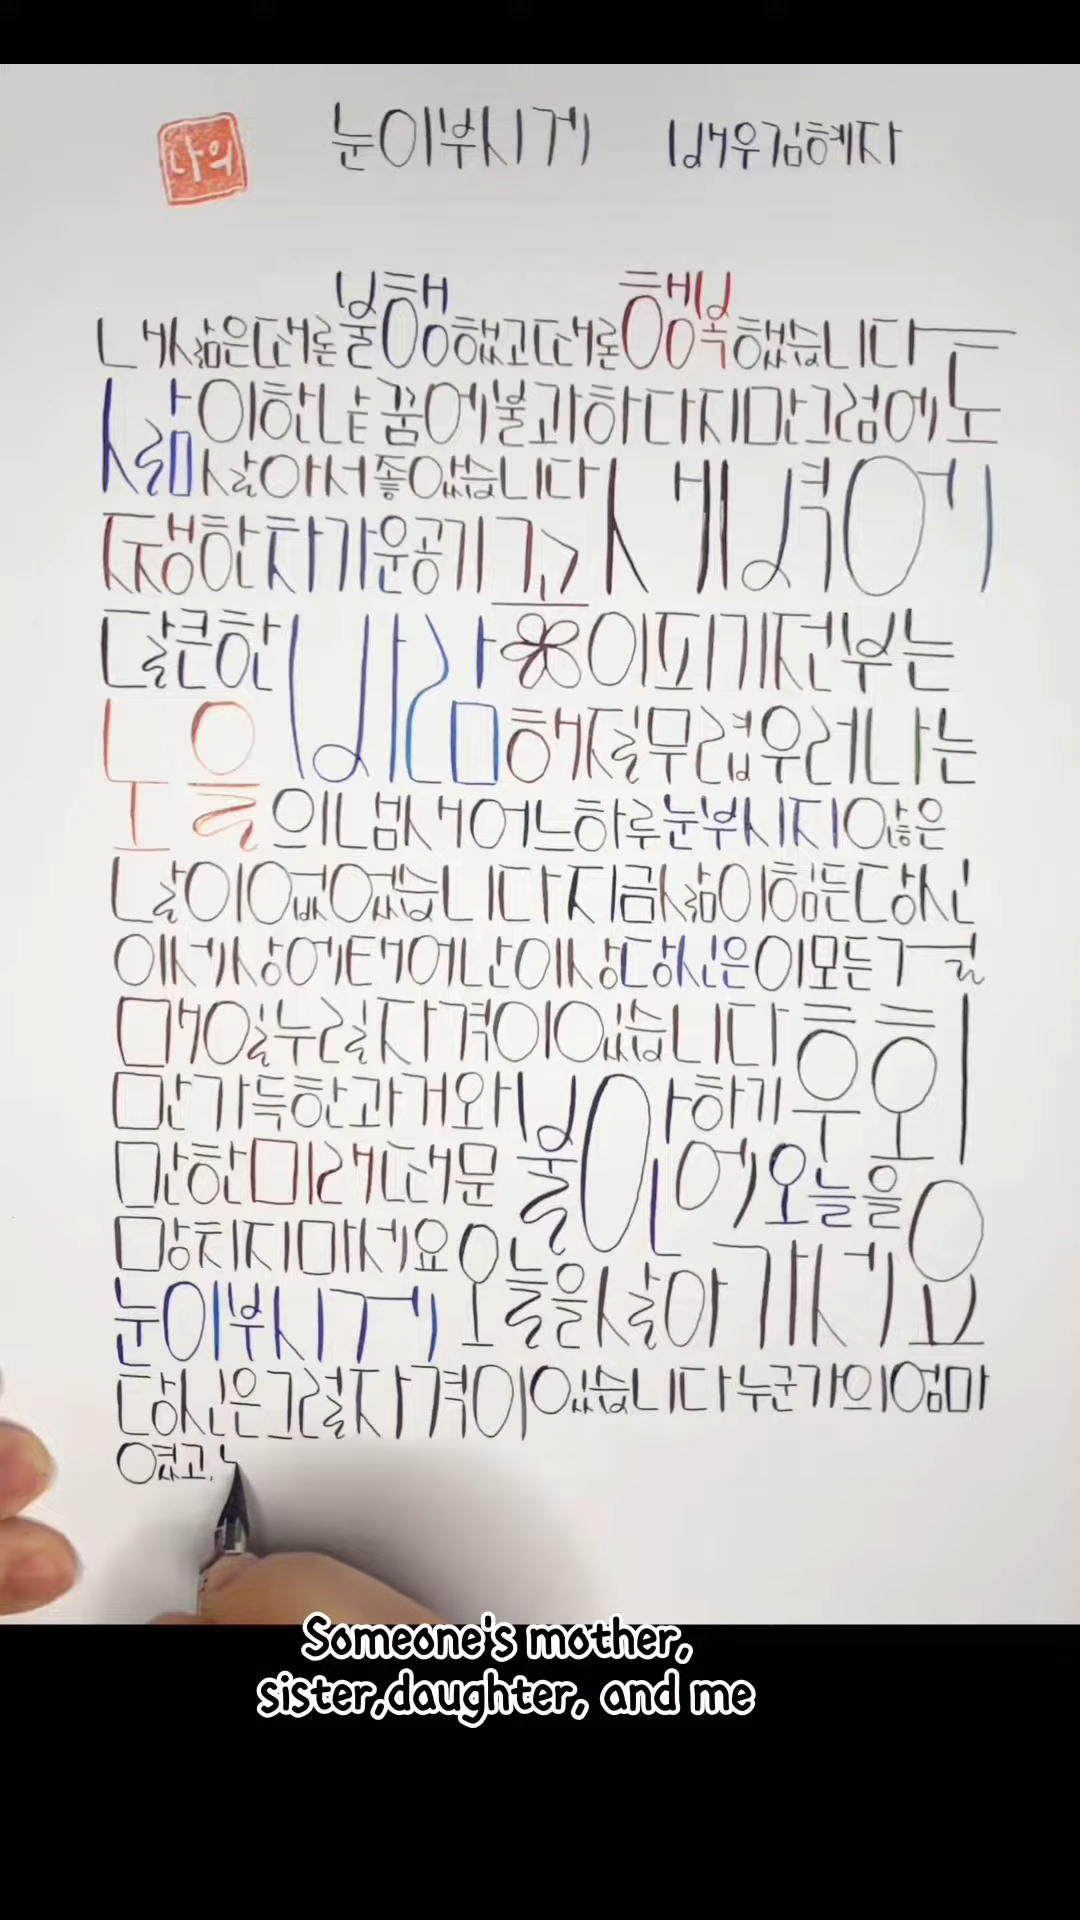 나의
눈이부시게 배우김혜자
내삶은때론불행했고때론행복했습니다
삶이한낱꿈에불과하다지만그럼에도
삶 살아서좋았습니다 새벽에
쨍한차가운공기 꽃
달큰한바람이피기전부는
노을 해질무렵우러나는
의냄새어느하루눈부시지않은
날이없었습니다지금삶이힘든당신
이세상에태어난이상당신은이모든걸
매일누릴자격이있습니다후회
만가득한과거와불안하기
만한미래때문에오늘을
망치지마세요오늘을살아가세요
눈이부시게
당신은그럴자격이있습니다누군가의엄마
였고,
Someone's mother,
sister,daughter, and me